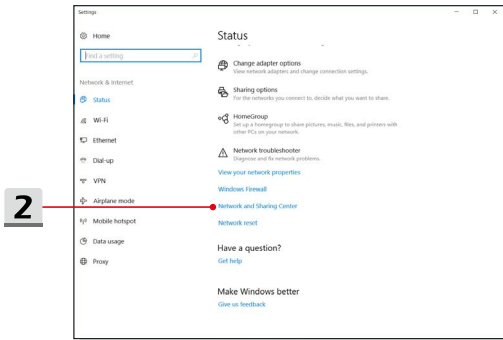 Settings
Home
Find a setting
Network & Internet
Status
Wi-Fi
Ethernet
Dial-up
VPN
Airplane mode
Mobile hotspot
Data usage
Proxy
2
Status
Change adapter options
View network adapters and change connection settings.
Sharing options
For the networks you connect to, decide what you want to share.
HomeGroup
Set up a homegroup to share pictures, music, files, and printers with
other PCs on your network.
Network troubleshooter
Diagnose and fix network problems.
View your network properties
Windows Firewall
Network and Sharing Center
Network reset
Have a question?
Get help
Make Windows better
Give us feedback